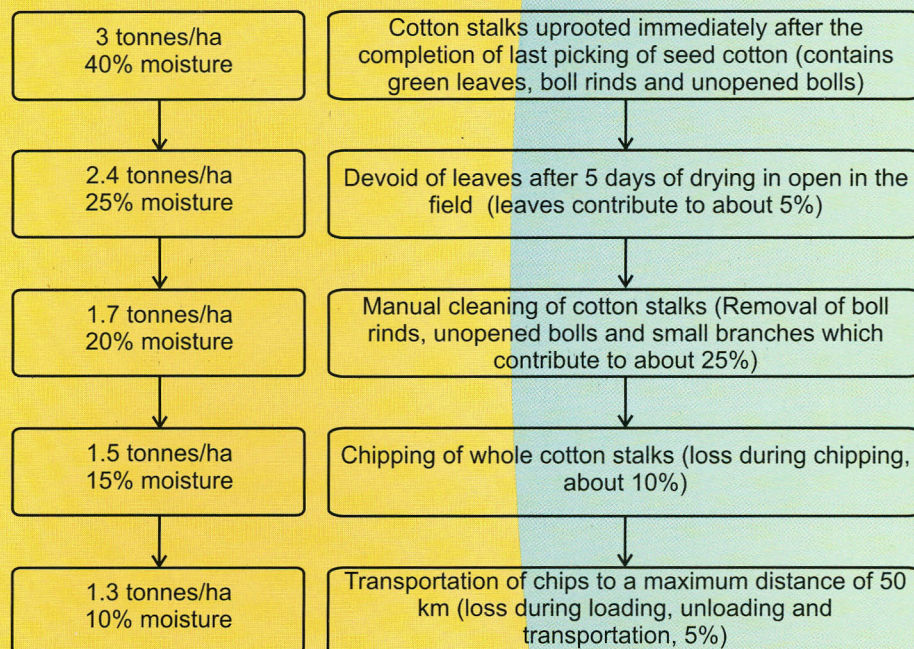 3 tonnes/ha
40% moisture
Cotton stalks uprooted immediately after the
completion of last picking of seed cotton (contains
green leaves, boll rinds and unopened bolls)
2.4 tonnes/ha
25% moisture
Devoid of leaves after 5 days of drying in open in the
field (leaves contribute to about 5%)
1.7 tonnes/ha
20% moisture
Manual cleaning of cotton stalks (Removal of boll
rinds, unopened bolls and small branches which
contribute to about 25%)
1.5 tonnes/ha
15% moisture
Chipping of whole cotton stalks (loss during chipping,
about 10%)
1.3 tonnes/ha
10% moisture
Transportation of chips to a maximum distance of 50
km (loss during loading, unloading and
transportation, 5%)